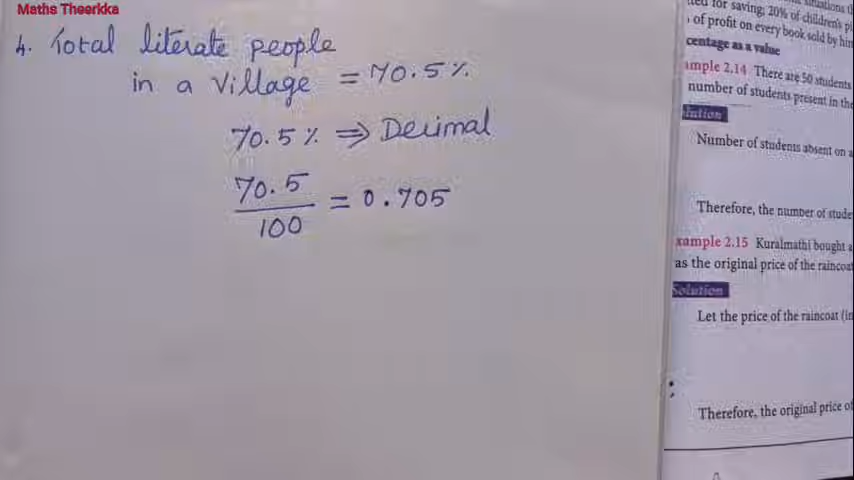 Maths Theerkka
4. Total literate people
in a village = 70.5%
70.5% ⇒ Decimal
70.5
100
= 0.705
for saving; 20% of children's
of profit on every book sold by
centage as a value
ample 2.14 There are 50 students
number of students present in the
lution
Number of students absent on
Therefore, the number of stude
xample 2.15 Kuralmathi bought a
as the original price of the raincoat
Solution
Let the price of the raincoat (in
Therefore, the original price of